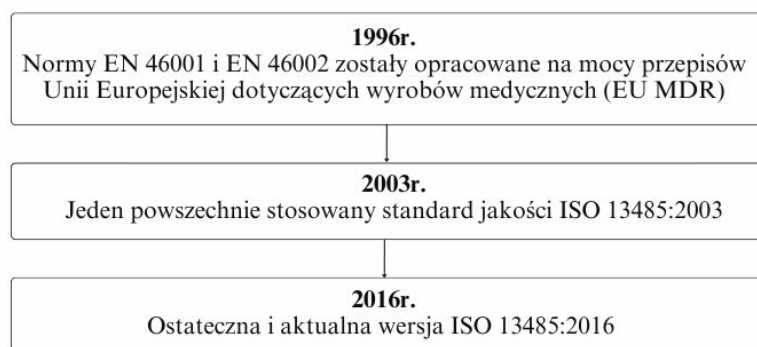 1996r.
Normy EN 46001 i EN 46002 zostały opracowane na mocy przepisów
Unii Europejskiej dotyczących wyrobów medycznych (EU MDR)
2003r.
Jeden powszechnie stosowany standard jakości ISO 13485:2003
2016r.
Ostateczna i aktualna wersja ISO 13485:2016